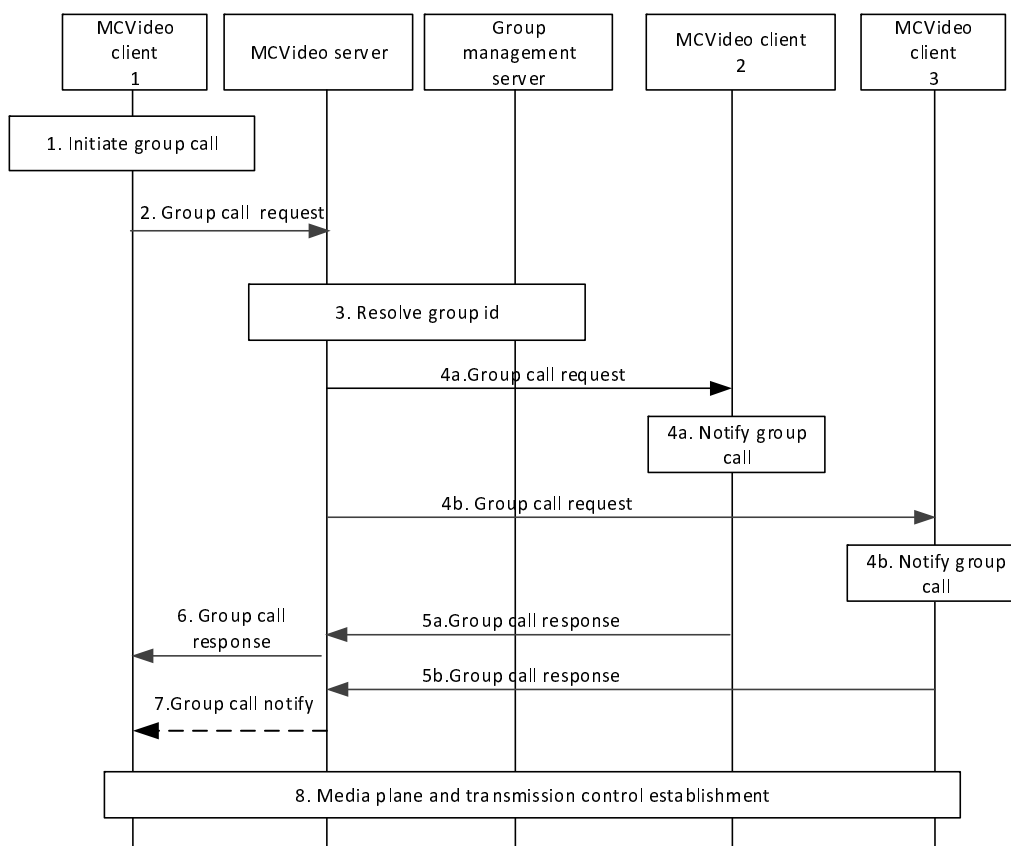 MCVideo
client
1
MCVideo server
Group
management
server
MCVideo client
2
MCVideo
client
3
1. Initiate group call
2. Group call  request
3. Resolve group id
4a.Group call request
4a. Notify group
call
4b. Group call request
4b. Notify group
call
6. Group call
response
5a.Group call response
5b.Group call response
7.Group call notify
8. Media plane and transmission control establishment